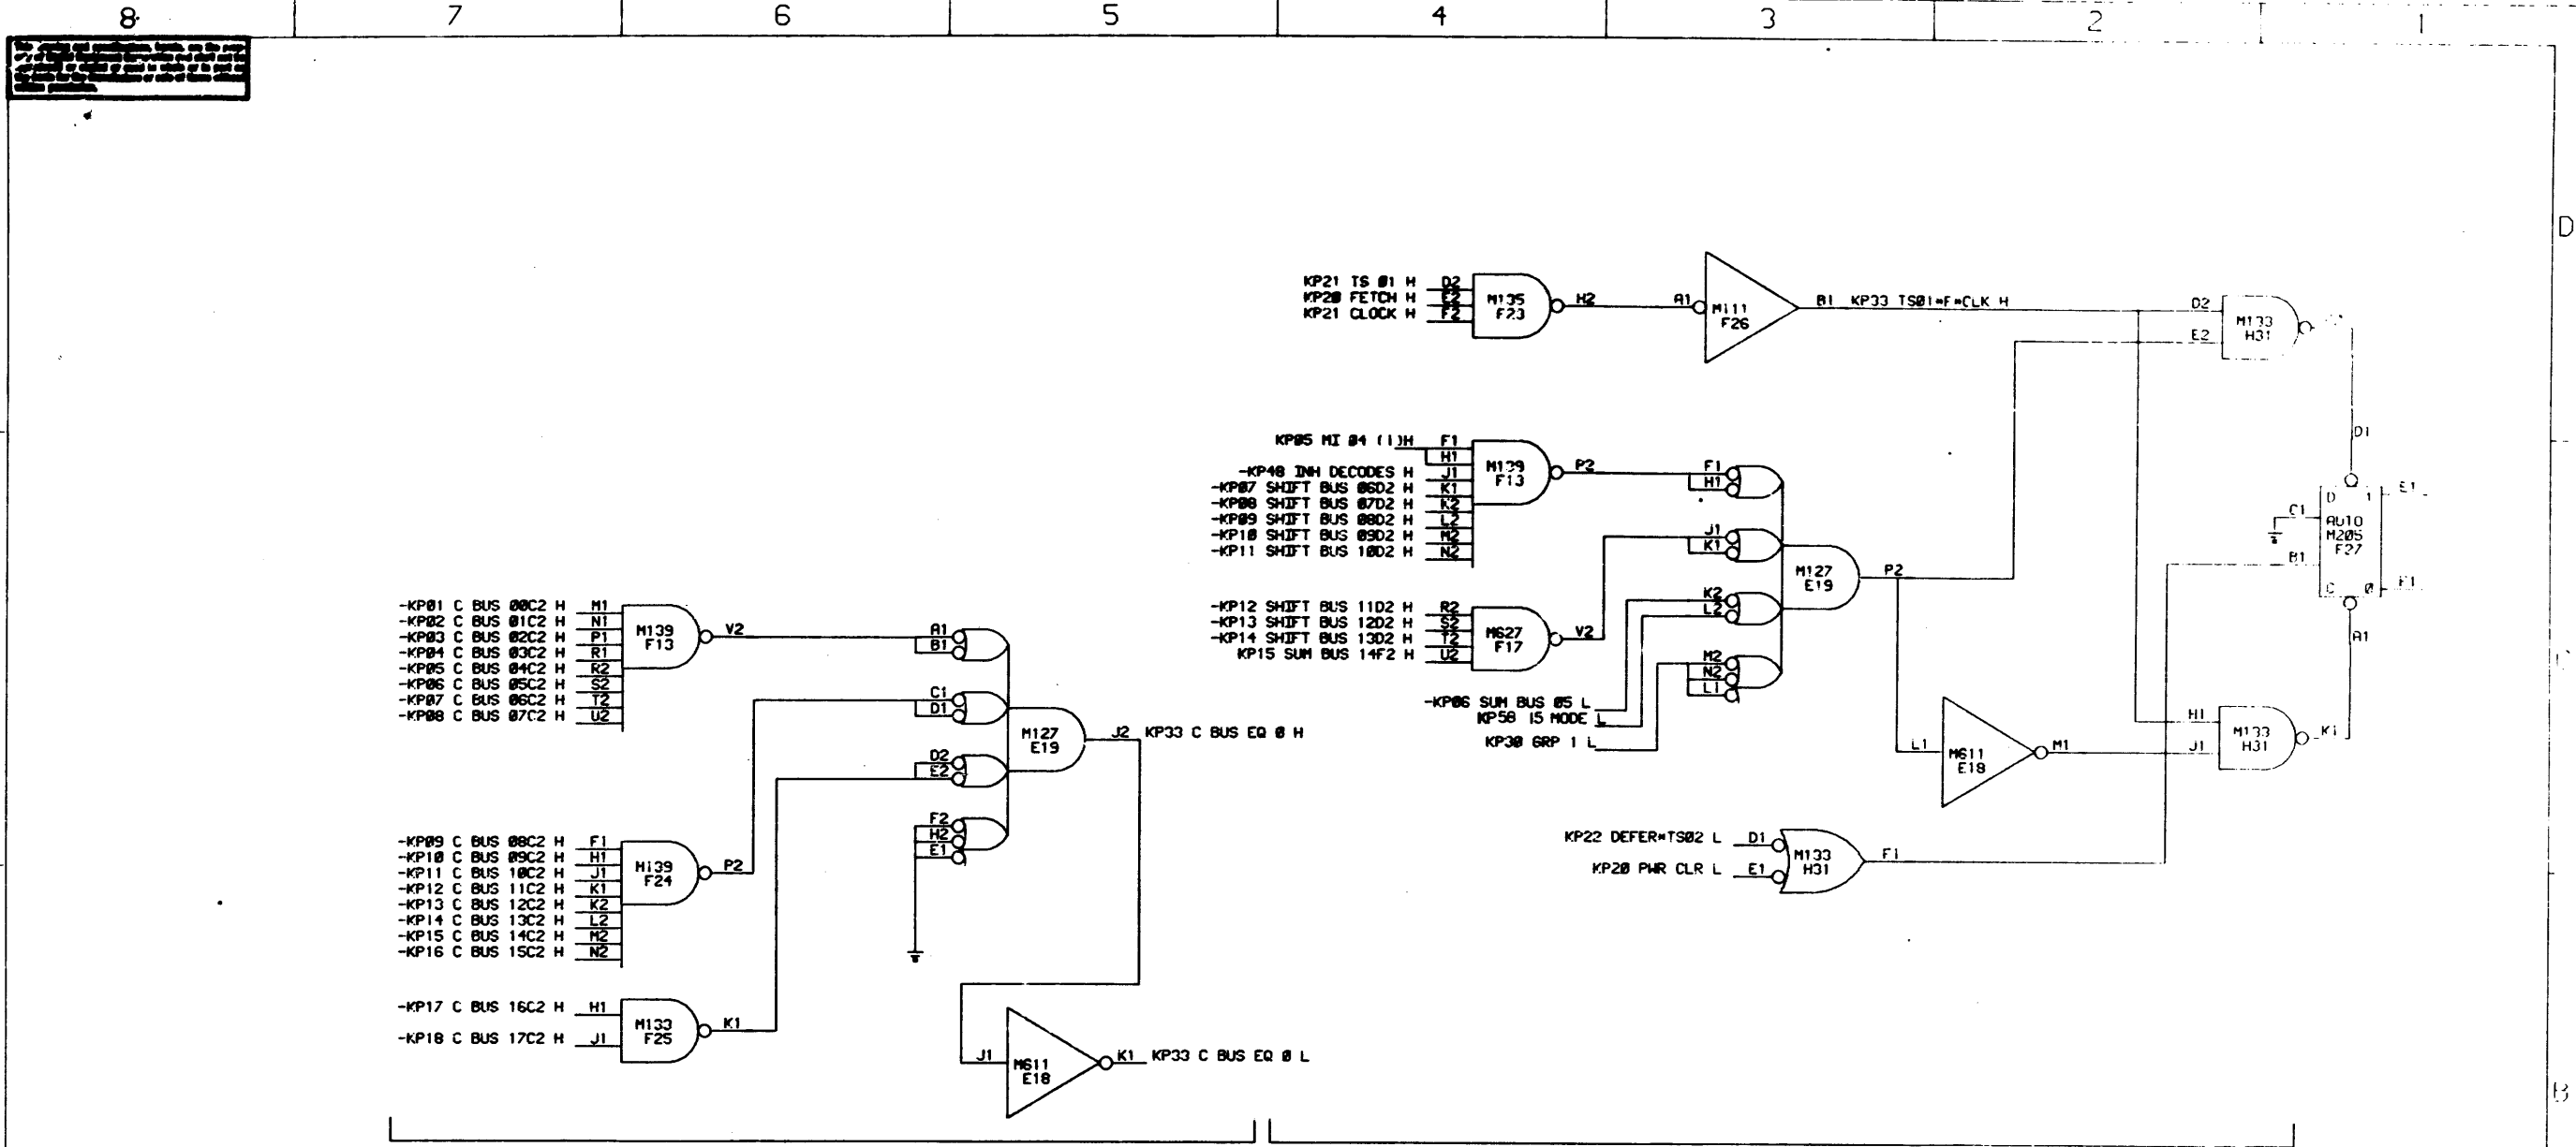 8 7 6 5 4 3 2 1
D
KP21 TS 01 H D2
KP20 FETCH H E2
KP21 CLOCK H F2
M135
F23
H2
A1
M111
F26
B1 KP33 TS01*F*CLK H
D2
E2
M133
H31
D1
KP05 MI 04 (1)H F1
H1
-KP48 INH DECODES H J1
-KP07 SHIFT BUS 06D2 H K1
-KP08 SHIFT BUS 07D2 H K2
-KP09 SHIFT BUS 08D2 H L2
-KP10 SHIFT BUS 09D2 H M2
-KP11 SHIFT BUS 10D2 H N2
M139
F13
P2
F1
H1
J1
K1
K2
L2
M2
N2
L1
M127
E19
P2
-KP12 SHIFT BUS 11D2 H R2
-KP13 SHIFT BUS 12D2 H S2
-KP14 SHIFT BUS 13D2 H T2
KP15 SUM BUS 14F2 H U2
M627
F17
V2
-KP06 SUM BUS 05 L
KP58 15 MODE L
KP30 GRP 1 L
C1
B1
D 1
AUTO
M205
F27
C 0
E1
F1
A1
C
L1
M611
E18
M1
H1
J1
M133
H31
K1
KP22 DEFER*TS02 L D1
KP20 PWR CLR L E1
M133
H31
F1
-KP01 C BUS 00C2 H M1
-KP02 C BUS 01C2 H N1
-KP03 C BUS 02C2 H P1
-KP04 C BUS 03C2 H R1
-KP05 C BUS 04C2 H R2
-KP06 C BUS 05C2 H S2
-KP07 C BUS 06C2 H T2
-KP08 C BUS 07C2 H U2
M139
F13
V2
A1
B1
C1
D1
D2
E2
F2
H2
E1
M127
E19
J2 KP33 C BUS EQ 0 H
-KP09 C BUS 08C2 H F1
-KP10 C BUS 09C2 H H1
-KP11 C BUS 10C2 H J1
-KP12 C BUS 11C2 H K1
-KP13 C BUS 12C2 H K2
-KP14 C BUS 13C2 H L2
-KP15 C BUS 14C2 H M2
-KP16 C BUS 15C2 H N2
M139
F24
P2
-KP17 C BUS 16C2 H H1
-KP18 C BUS 17C2 H J1
M133
F25
K1
J1
M611
E18
K1 KP33 C BUS EQ 0 L
B